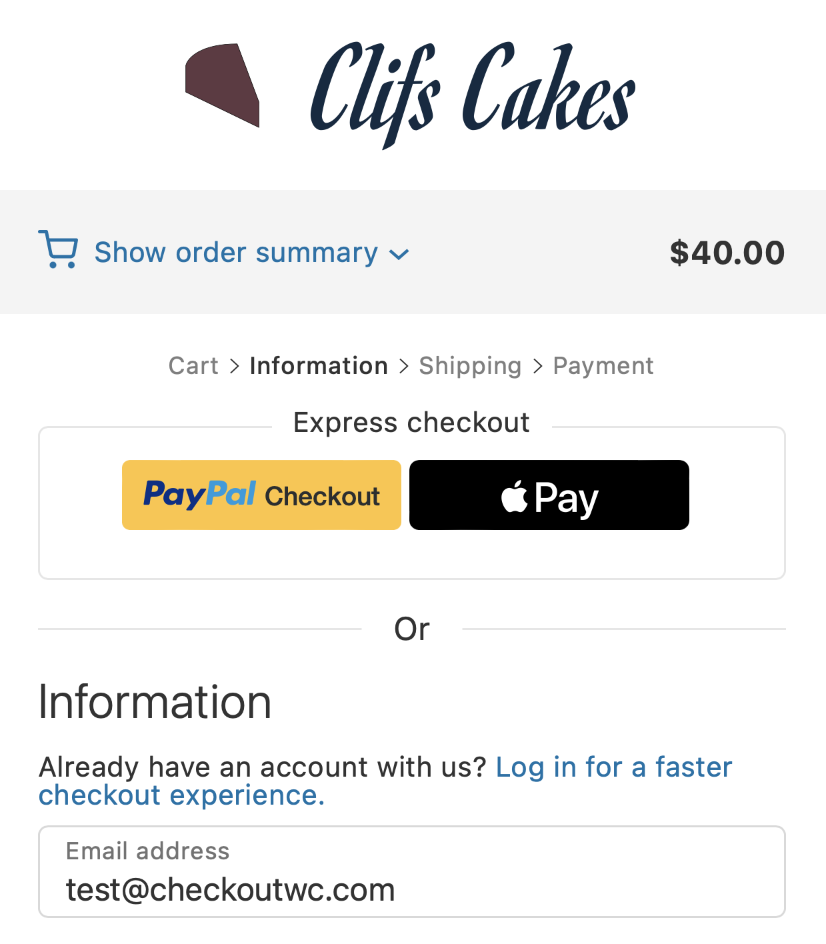 Clifs Cakes
Show order summary $40.00
Cart > Information > Shipping > Payment
Express checkout
PayPal Checkout Pay
Or
Information
Already have an account with us? Log in for a faster
checkout experience.
Email address
test@checkoutwc.com